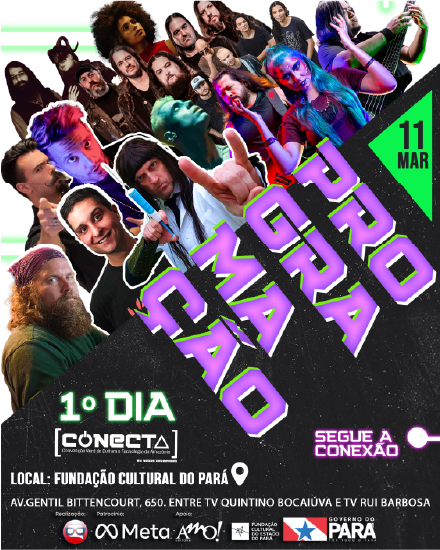 11
MAR
PRO
GRA
MA
ÇÃO
1º DIA
[CONECTA]
SEGUE A
CONEXÃO
LOCAL: FUNDAÇÃO CULTURAL DO PARÁ
AV.GENTIL BITTENCOURT, 650. ENTRE TV QUINTINO BOCAIÚVA E TV RUI BARBOSA
Realização: Patrocínio: Apoio:
Meta
AMO!
FUNDAÇÃO
CULTURAL
DO ESTADO
DO PARÁ
GOVERNO DO
PARÁ